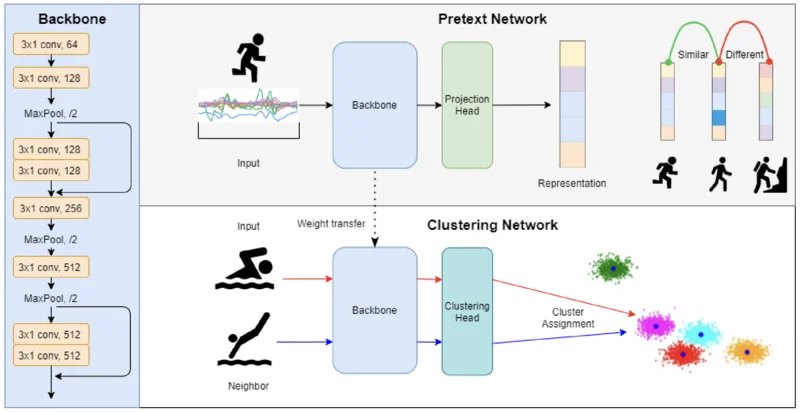 Backbone
3x1 conv, 64
3x1 conv, 128
MaxPool, /2
3x1 conv, 128
3x1 conv, 128
3x1 conv, 256
MaxPool, /2
3x1 conv, 512
MaxPool, /2
3x1 conv, 512
3x1 conv, 512
Pretext Network
Input
Backbone
Projection
Head
Representation
Similar
Different
Weight transfer
Clustering Network
Input
Neighbor
Backbone
Clustering
Head
Cluster
Assignment